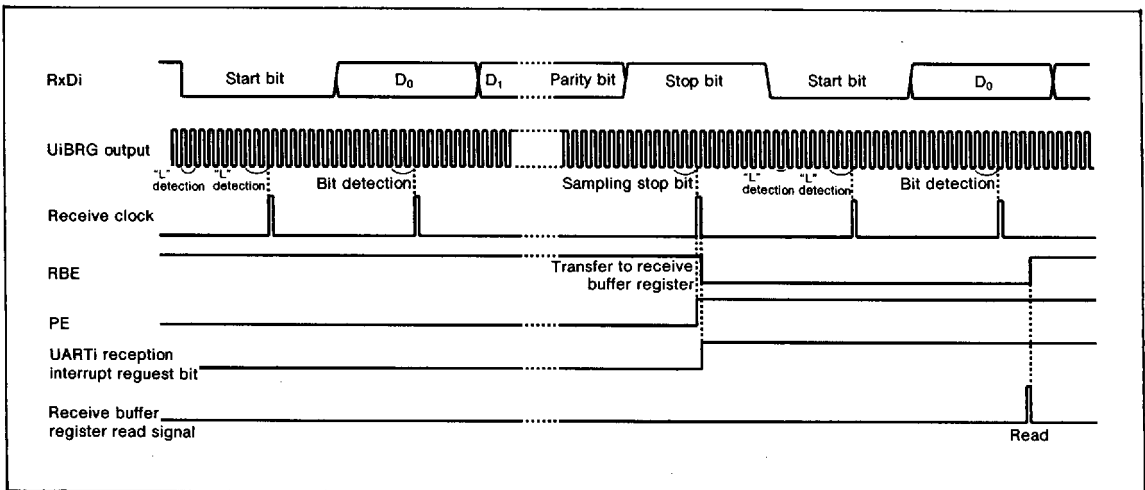 RxDi
Start bit
D0
D1
Parity bit
Stop bit
Start bit
D0
UiBRG output
"L"
detection
"L"
detection
Bit detection
Sampling stop bit
"L"
detection
"L"
detection
Bit detection
Receive clock
RBE
Transfer to receive
buffer register
PE
UARTi reception
interrupt reguest bit
Receive buffer
register read signal
Read